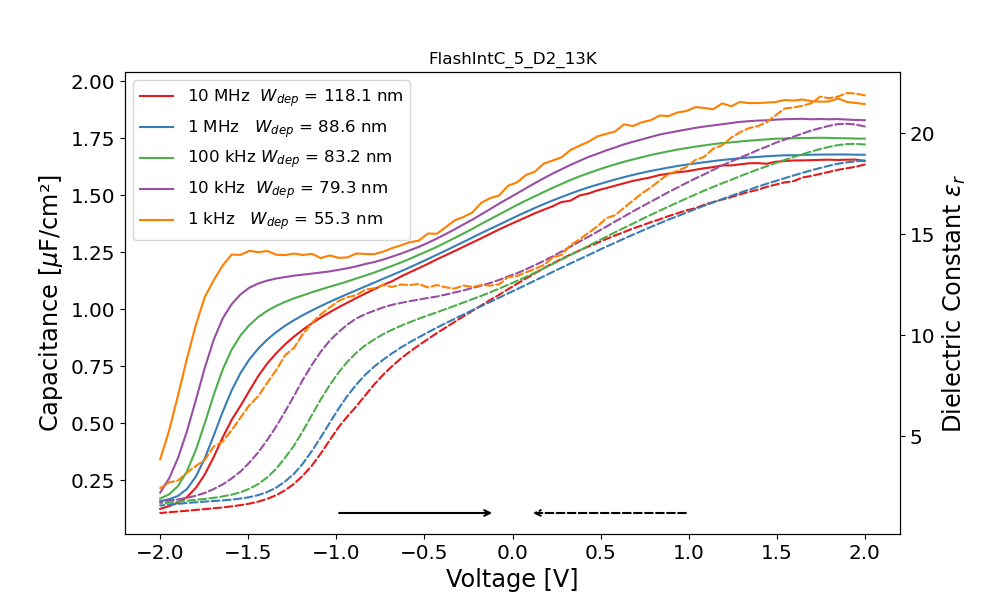 FlashIntC_5_D2_13K
10 MHz W_dep = 118.1 nm
1 MHz W_dep = 88.6 nm
100 kHz W_dep = 83.2 nm
10 kHz W_dep = 79.3 nm
1 kHz W_dep = 55.3 nm
Capacitance [μF/cm²]
2.00
1.75
1.50
1.25
1.00
0.75
0.50
0.25
20
15
10
5
Dielectric Constant ε_r
−2.0 −1.5 −1.0 −0.5 0.0 0.5 1.0 1.5 2.0
Voltage [V]